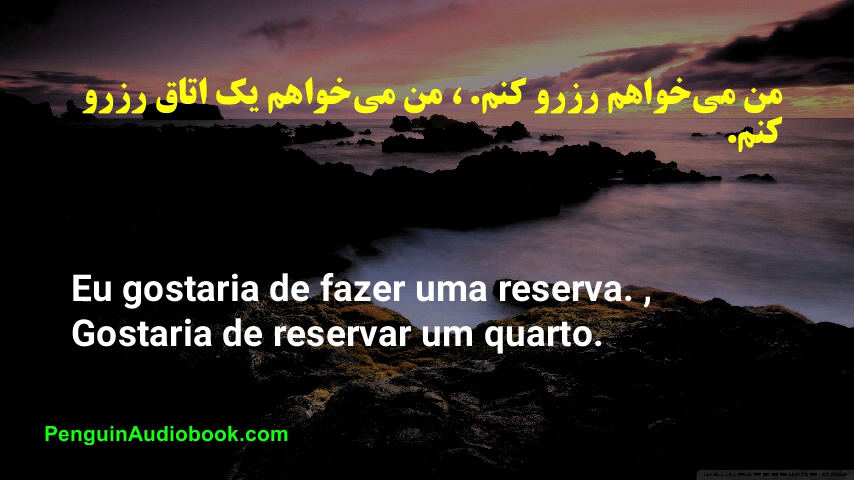 من می‌خواهم رزرو کنم. ، من می‌خواهم یک اتاق رزرو
کنم.
Eu gostaria de fazer uma reserva. ,
Gostaria de reservar um quarto.
PenguinAudiobook.com